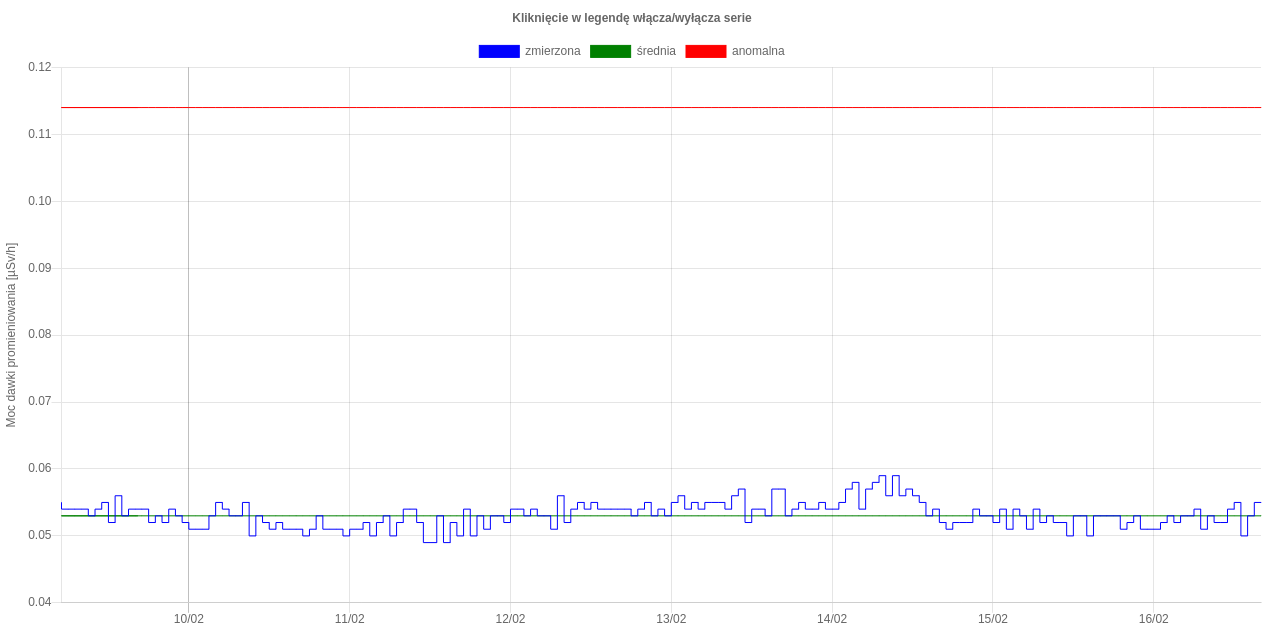 Kliknięcie w legendę włącza/wyłącza serie
zmierzona średnia anomalna
Moc dawki promieniowania [µSv/h]
0.12
0.11
0.10
0.09
0.08
0.07
0.06
0.05
0.04
10/02 11/02 12/02 13/02 14/02 15/02 16/02